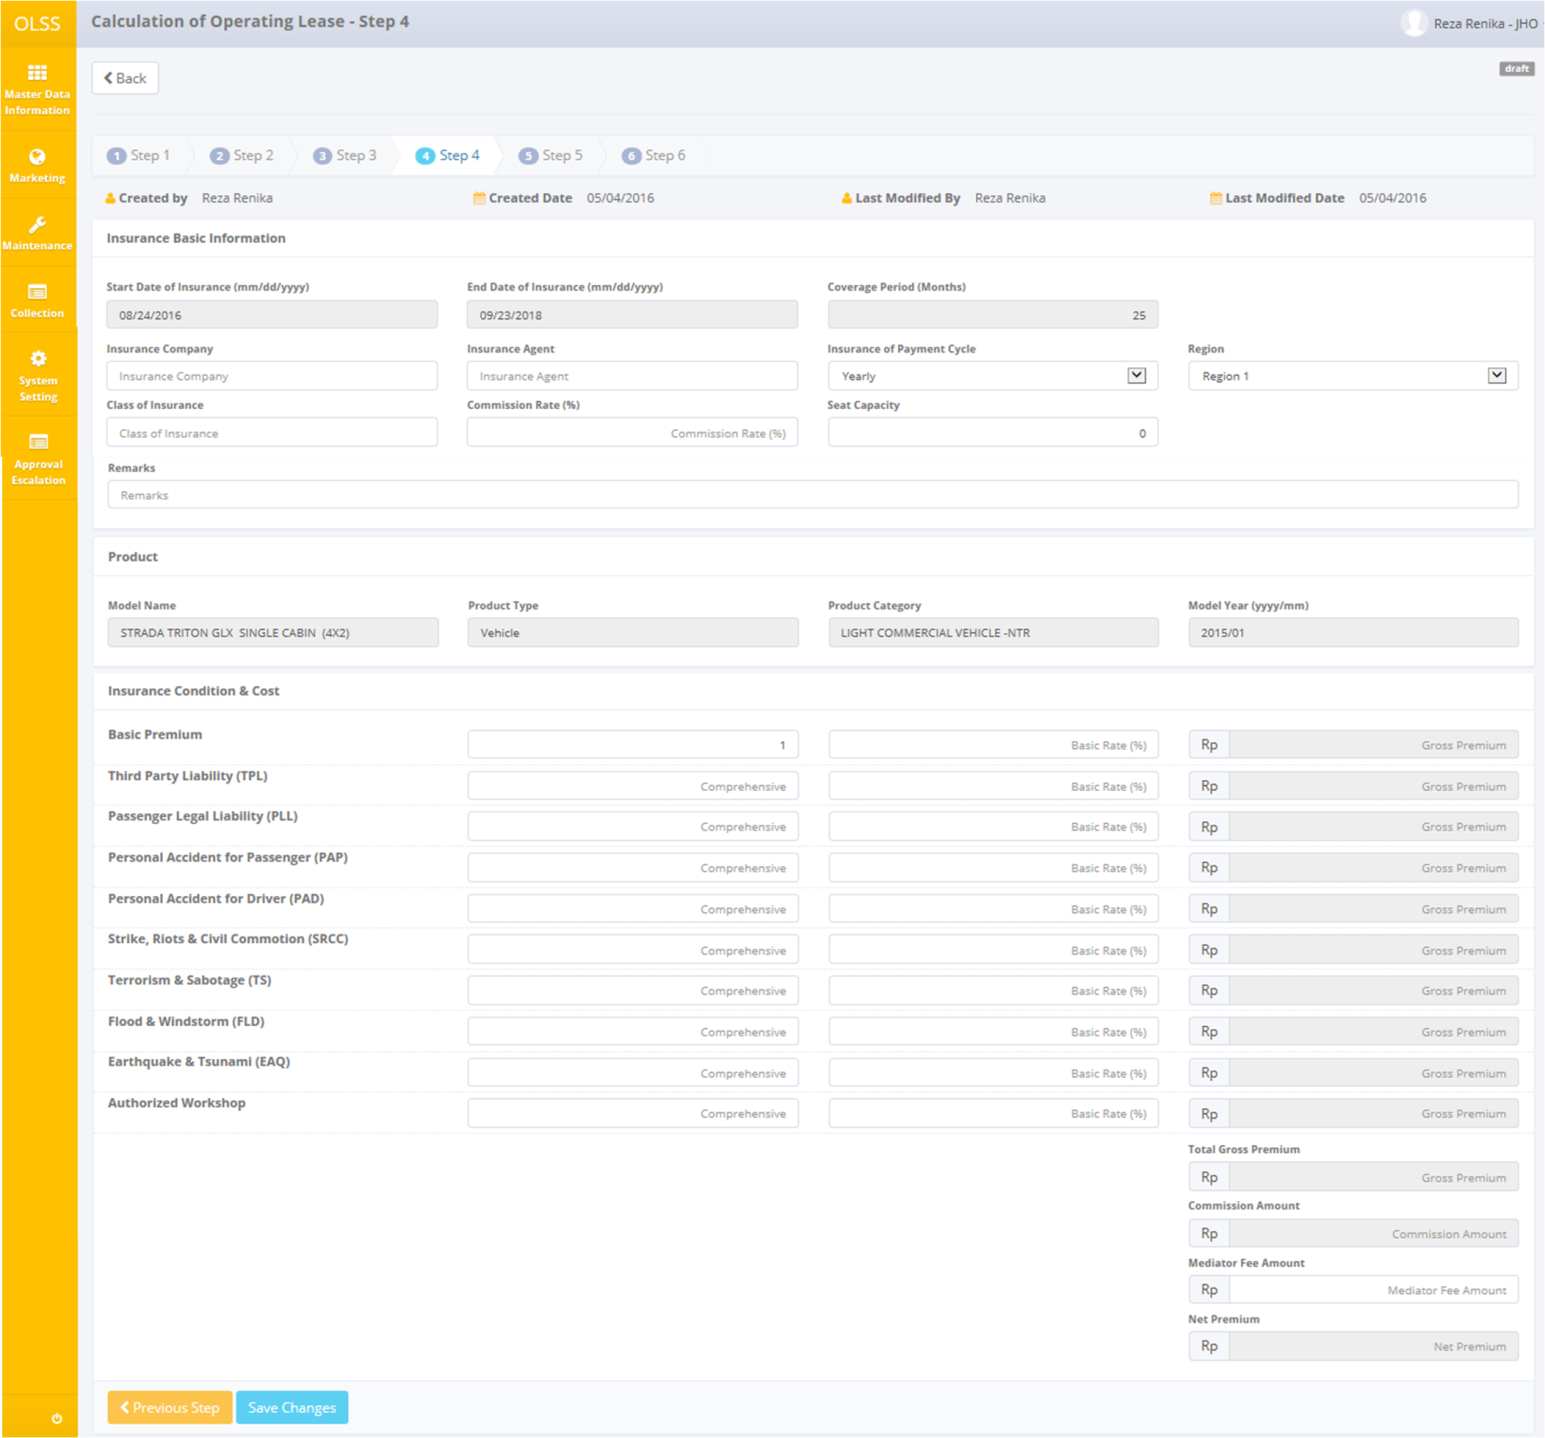 OLSS
Calculation of Operating Lease - Step 4
Reza Renika - JHO
Master Data
Information
Marketing
Maintenance
Collection
System
Setting
Approval
Escalation
Back
draft
1 Step 1
2 Step 2
3 Step 3
4 Step 4
5 Step 5
6 Step 6
Created by Reza Renika
Created Date 05/04/2016
Last Modified By Reza Renika
Last Modified Date 05/04/2016
Insurance Basic Information
Start Date of Insurance (mm/dd/yyyy)
08/24/2016
End Date of Insurance (mm/dd/yyyy)
09/23/2018
Coverage Period (Months)
25
Insurance Company
Insurance Company
Insurance Agent
Insurance Agent
Insurance of Payment Cycle
Yearly
Region
Region 1
Class of Insurance
Class of Insurance
Commission Rate (%)
Commission Rate (%)
Seat Capacity
0
Remarks
Remarks
Product
Model Name
STRADA TRITON GLX SINGLE CABIN (4X2)
Product Type
Vehicle
Product Category
LIGHT COMMERCIAL VEHICLE -NTR
Model Year (yyyy/mm)
2015/01
Insurance Condition & Cost
Basic Premium 1 Basic Rate (%) Rp Gross Premium
Third Party Liability (TPL) Comprehensive Basic Rate (%) Rp Gross Premium
Passenger Legal Liability (PLL) Comprehensive Basic Rate (%) Rp Gross Premium
Personal Accident for Passenger (PAP) Comprehensive Basic Rate (%) Rp Gross Premium
Personal Accident for Driver (PAD) Comprehensive Basic Rate (%) Rp Gross Premium
Strike, Riots & Civil Commotion (SRCC) Comprehensive Basic Rate (%) Rp Gross Premium
Terrorism & Sabotage (TS) Comprehensive Basic Rate (%) Rp Gross Premium
Flood & Windstorm (FLD) Comprehensive Basic Rate (%) Rp Gross Premium
Earthquake & Tsunami (EAQ) Comprehensive Basic Rate (%) Rp Gross Premium
Authorized Workshop Comprehensive Basic Rate (%) Rp Gross Premium
Total Gross Premium
Rp Gross Premium
Commission Amount
Rp Commission Amount
Mediator Fee Amount
Rp Mediator Fee Amount
Net Premium
Rp Net Premium
Previous Step
Save Changes